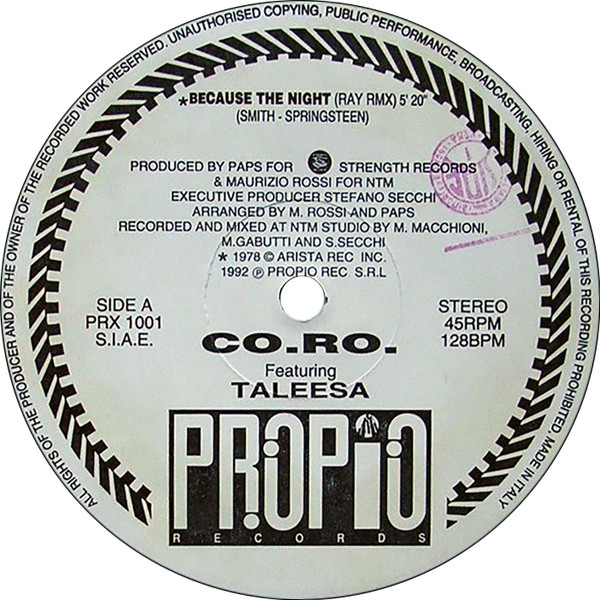 ALL RIGHTS OF THE PRODUCER AND OF THE OWNER OF THE RECORDED WORK RESERVED. UNAUTHORISED COPYING, PUBLIC PERFORMANCE, BROADCASTING, HIRING OR RENTAL OF THIS RECORDING PROHIBITED. MADE IN ITALY
*BECAUSE THE NIGHT (RAY RMX) 5' 20"
(SMITH - SPRINGSTEEN)
PRODUCED BY PAPS FOR STRENGTH RECORDS
& MAURIZIO ROSSI FOR NTM
EXECUTIVE PRODUCER STEFANO SECCHI
ARRANGED BY M. ROSSI AND PAPS
RECORDED AND MIXED AT NTM STUDIO BY M. MACCHIONI,
M.GABUTTI AND S.SECCHI
* 1978 © ARISTA REC INC.
1992 ℗ PROPIO REC S.R.L
SIDE A
PRX 1001
S.I.A.E.
STEREO
45RPM
128BPM
CO.RO.
Featuring
TALEESA
PROPIO
RECORDS